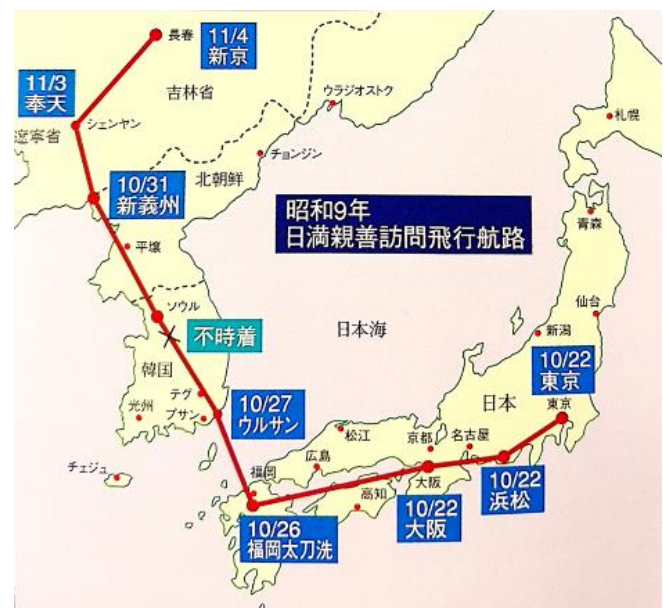 長春
11/4
新京
11/3
奉天
吉林省
ウラジオストク
シェンヤン
遼寧省
チョンジン
札幌
北朝鮮
10/31
新義州
昭和9年
日満親善訪問飛行航路
青森
平壌
ソウル
仙台
不時着
日本海
新潟
10/22
東京
韓国
日本
東京
テグ
光州
プサン
10/27
ウルサン
松江
京都
名古屋
チェジュ
福岡
広島
大阪
高知
10/22
浜松
10/26
福岡太刀洗
10/22
大阪